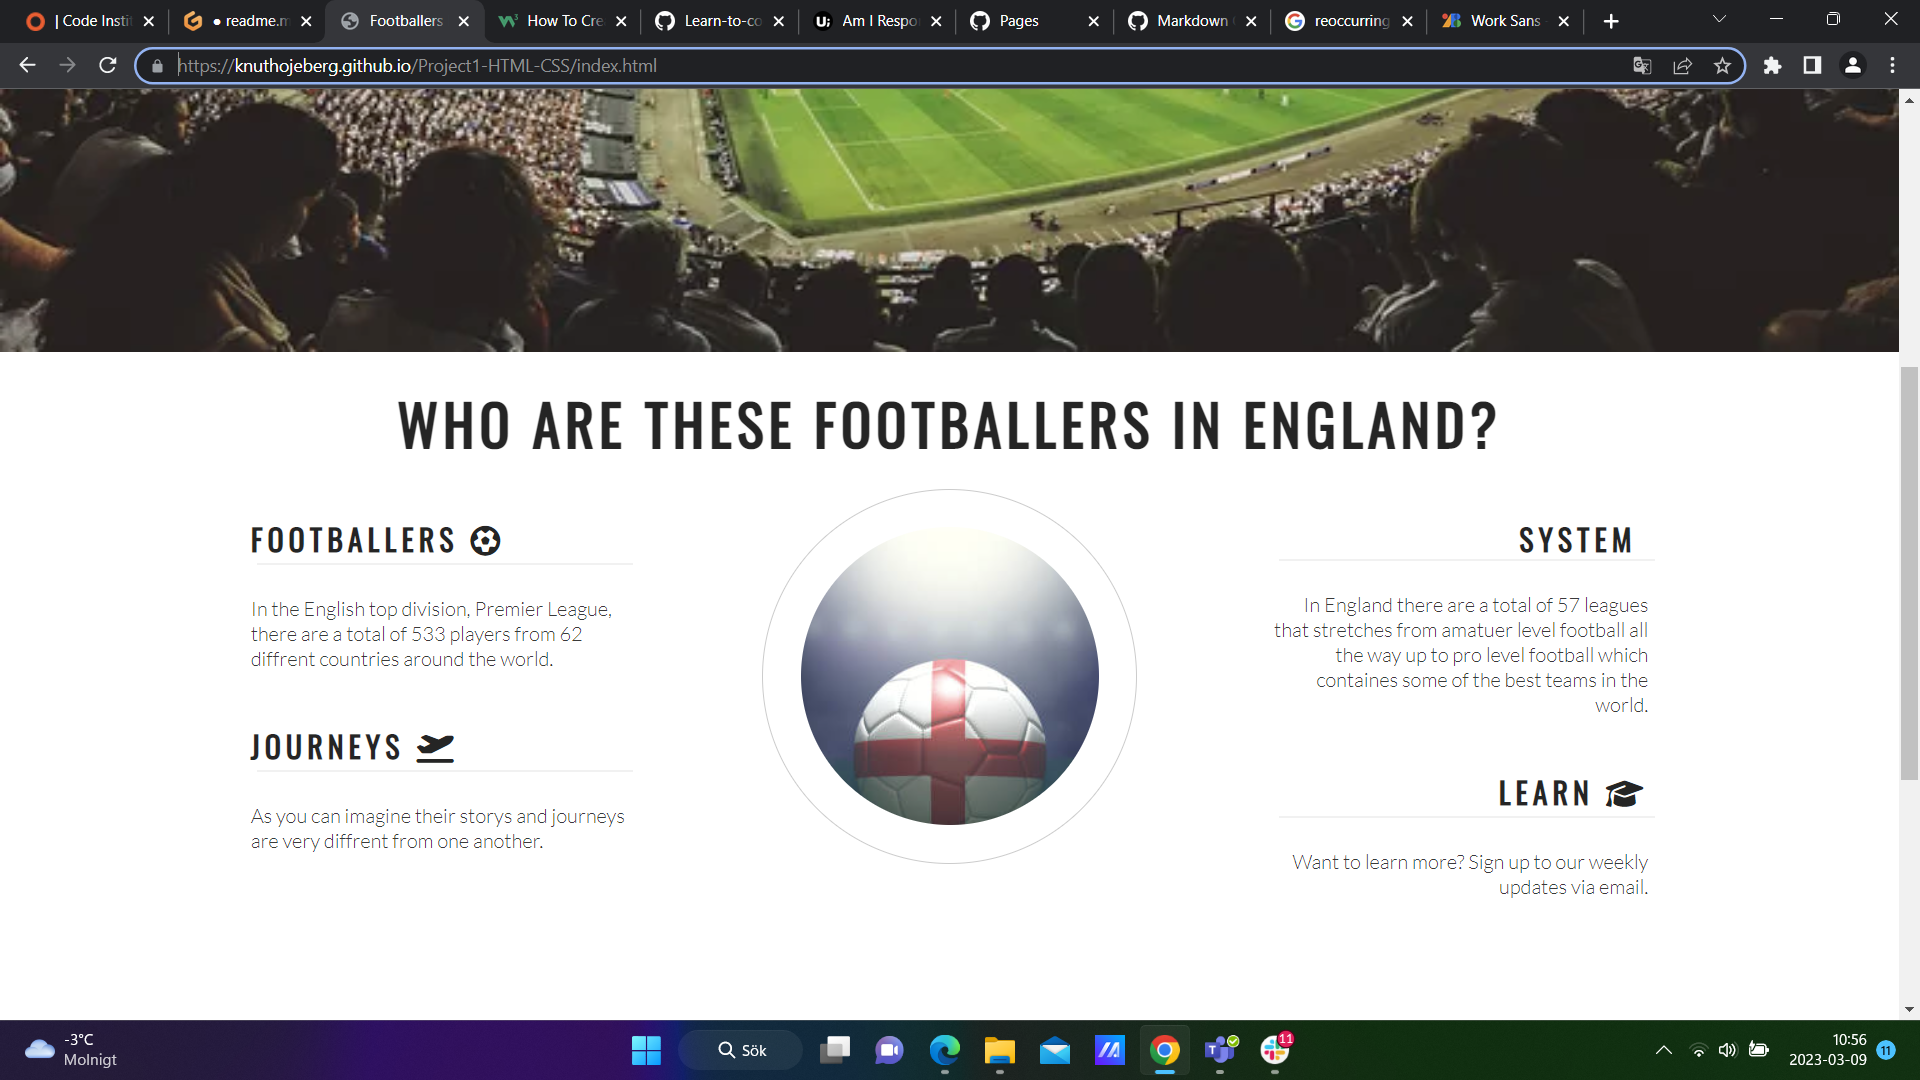 | Code Insti
● readme.m
Footballers
How To Cre
Learn-to-co
Am I Respo
Pages
Markdown
reoccurring
Work Sans
https://knuthojeberg.github.io/Project1-HTML-CSS/index.html
WHO ARE THESE FOOTBALLERS IN ENGLAND?
FOOTBALLERS
In the English top division, Premier League,
there are a total of 533 players from 62
diffrent countries around the world.
JOURNEYS
As you can imagine their storys and journeys
are very diffrent from one another.
SYSTEM
In England there are a total of 57 leagues
that stretches from amatuer level football all
the way up to pro level football which
containes some of the best teams in the
world.
LEARN
Want to learn more? Sign up to our weekly
updates via email.
-3°C
Molnigt
Sök
11
10:56
2023-03-09
11